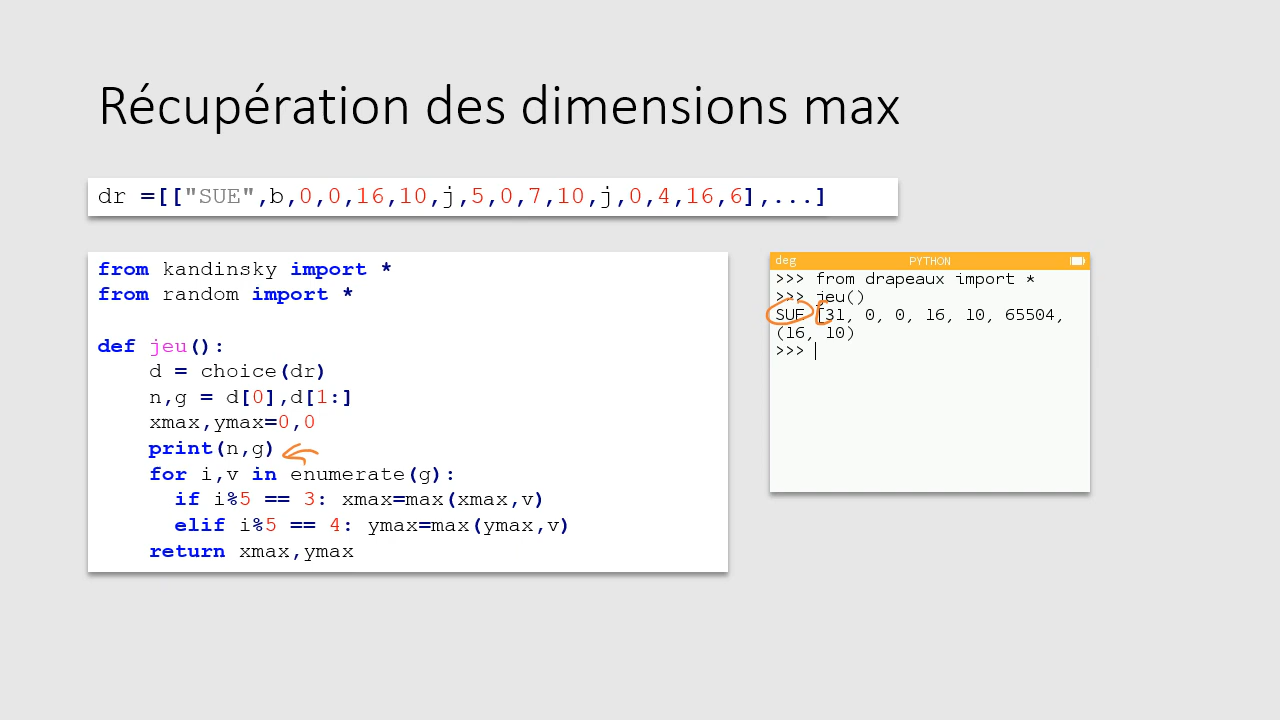 Récupération des dimensions max
dr =[["SUE",b,0,0,16,10,j,5,0,7,10,j,0,4,16,6],...]
from kandinsky import *
from random import *
def jeu():
d = choice(dr)
n,g = d[0],d[1:]
xmax,ymax=0,0
print(n,g)
for i,v in enumerate(g):
if i%5 == 3: xmax=max(xmax,v)
elif i%5 == 4: ymax=max(ymax,v)
return xmax,ymax
deg PYTHON
>>> from drapeaux import *
>>> jeu()
SUE [31, 0, 0, 16, 10, 65504,
(16, 10)
>>>